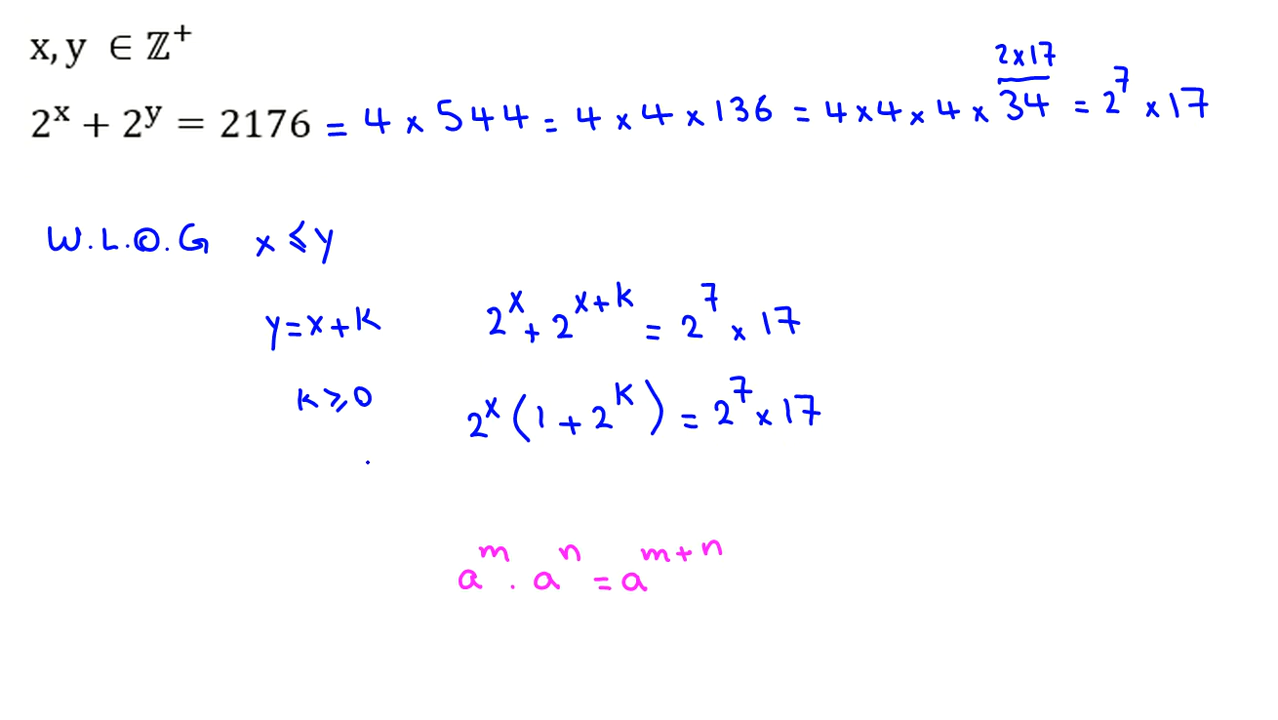 x, y ∈ ℤ⁺
2ˣ + 2ʸ = 2176 = 4 × 544 = 4 × 4 × 136 = 4 × 4 × 4 × 34 = 2⁷ × 17
2 × 17
W.L.O.G x ≤ y
y = x + k 2ˣ + 2ˣ⁺ᵏ = 2⁷ × 17
k ≥ 0 2ˣ (1 + 2ᵏ) = 2⁷ × 17
aᵐ . aⁿ = aᵐ⁺ⁿ